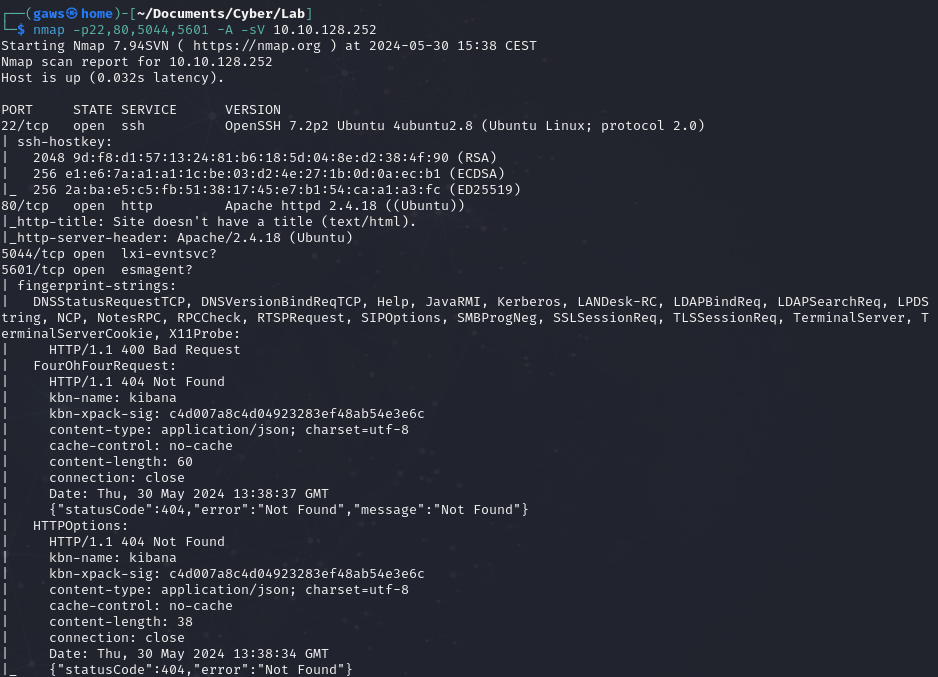 ┌──(gaws㉿home)-[~/Documents/Cyber/Lab]
└─$ nmap -p22,80,5044,5601 -A -sV 10.10.128.252
Starting Nmap 7.94SVN ( https://nmap.org ) at 2024-05-30 15:38 CEST
Nmap scan report for 10.10.128.252
Host is up (0.032s latency).

PORT     STATE SERVICE      VERSION
22/tcp   open  ssh          OpenSSH 7.2p2 Ubuntu 4ubuntu2.8 (Ubuntu Linux; protocol 2.0)
| ssh-hostkey:
|   2048 9d:f8:d1:57:13:24:81:b6:18:5d:04:8e:d2:38:4f:90 (RSA)
|   256 e1:e6:7a:a1:a1:1c:be:03:d2:4e:27:1b:0d:0a:ec:b1 (ECDSA)
|_  256 2a:ba:e5:c5:fb:51:38:17:45:e7:b1:54:ca:a1:a3:fc (ED25519)
80/tcp   open  http         Apache httpd 2.4.18 ((Ubuntu))
|_http-title: Site doesn't have a title (text/html).
|_http-server-header: Apache/2.4.18 (Ubuntu)
5044/tcp open  lxi-evntsvc?
5601/tcp open  esmagent?
| fingerprint-strings:
|   DNSStatusRequestTCP, DNSVersionBindReqTCP, Help, JavaRMI, Kerberos, LANDesk-RC, LDAPBindReq, LDAPSearchReq, LPDS
tring, NCP, NotesRPC, RPCCheck, RTSPRequest, SIPOptions, SMBProgNeg, SSLSessionReq, TLSSessionReq, TerminalServer, T
erminalServerCookie, X11Probe:
|     HTTP/1.1 400 Bad Request
|   FourOhFourRequest:
|     HTTP/1.1 404 Not Found
|     kbn-name: kibana
|     kbn-xpack-sig: c4d007a8c4d04923283ef48ab54e3e6c
|     content-type: application/json; charset=utf-8
|     cache-control: no-cache
|     content-length: 60
|     connection: close
|     Date: Thu, 30 May 2024 13:38:37 GMT
|     {"statusCode":404,"error":"Not Found","message":"Not Found"}
|   HTTPOptions:
|     HTTP/1.1 404 Not Found
|     kbn-name: kibana
|     kbn-xpack-sig: c4d007a8c4d04923283ef48ab54e3e6c
|     content-type: application/json; charset=utf-8
|     cache-control: no-cache
|     content-length: 38
|     connection: close
|     Date: Thu, 30 May 2024 13:38:34 GMT
|_    {"statusCode":404,"error":"Not Found"}